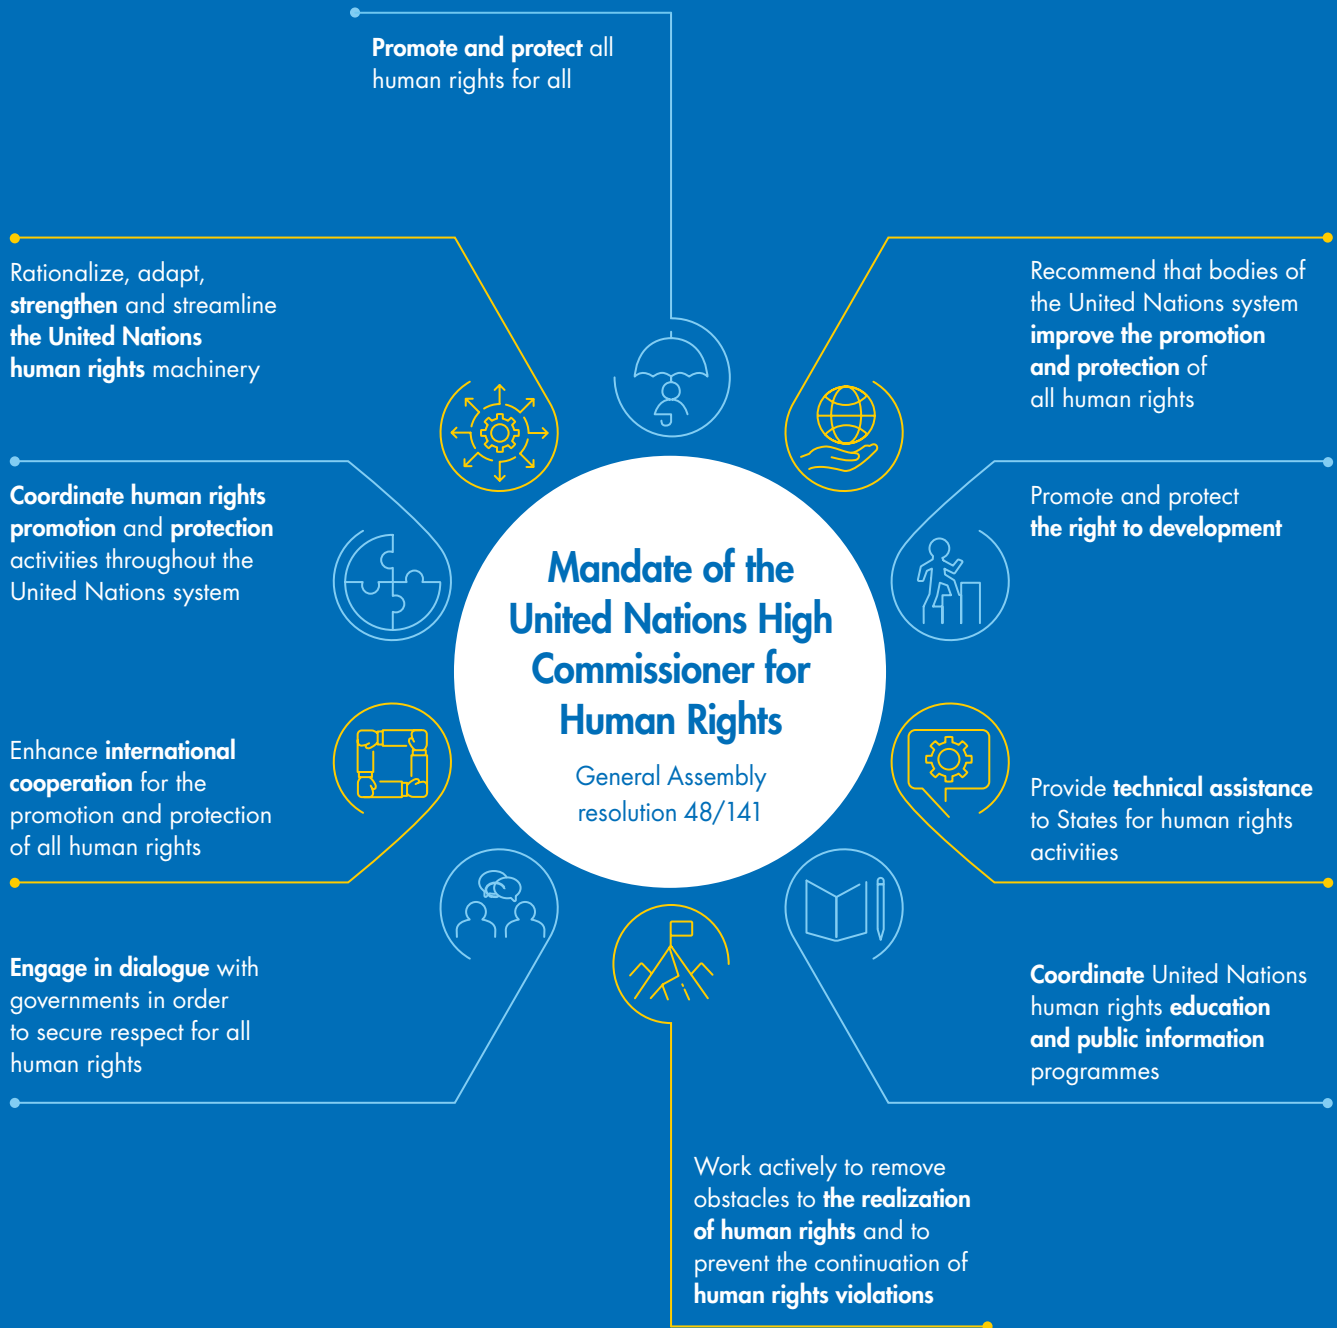 Promote and protect all
human rights for all
Rationalize, adapt,
strengthen and streamline
the United Nations
human rights machinery
Recommend that bodies of
the United Nations system
improve the promotion
and protection of
all human rights
Coordinate human rights
promotion and protection
activities throughout the
United Nations system
Promote and protect
the right to development
Mandate of the
United Nations High
Commissioner for
Human Rights
General Assembly
resolution 48/141
Enhance international
cooperation for the
promotion and protection
of all human rights
Provide technical assistance
to States for human rights
activities
Engage in dialogue with
governments in order
to secure respect for all
human rights
Coordinate United Nations
human rights education
and public information
programmes
Work actively to remove
obstacles to the realization
of human rights and to
prevent the continuation of
human rights violations